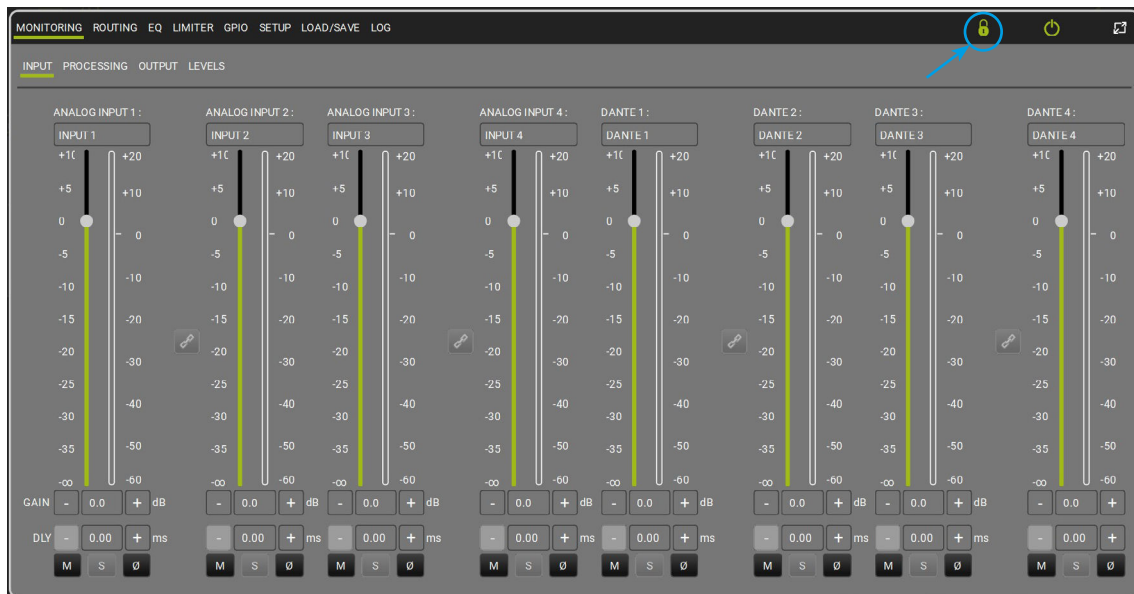 MONITORING ROUTING EQ LIMITER GPIO SETUP LOAD/SAVE LOG
INPUT PROCESSING OUTPUT LEVELS
ANALOG INPUT 1 : ANALOG INPUT 2 : ANALOG INPUT 3 : ANALOG INPUT 4 : DANTE 1 : DANTE 2 : DANTE 3 : DANTE 4 :
INPUT 1 INPUT 2 INPUT 3 INPUT 4 DANTE 1 DANTE 2 DANTE 3 DANTE 4
+10 +20 +10 +20 +10 +20 +10 +20 +10 +20 +10 +20 +10 +20 +10 +20
+5 +10 +5 +10 +5 +10 +5 +10 +5 +10 +5 +10 +5 +10 +5 +10
0 0 0 0 0 0 0 0
- 0 - 0 - 0 - 0 - 0 - 0 - 0 - 0
-5 -5 -5 -5 -5 -5 -5 -5
-10 -10 -10 -10 -10 -10 -10 -10
-10 -10 -10 -10 -10 -10 -10 -10
-15 -20 -15 -20 -15 -20 -15 -20 -15 -20 -15 -20 -15 -20 -15 -20
-20 -20 -20 -20 -20 -20 -20 -20
-30 -30 -30 -30 -30 -30 -30 -30
-25 -25 -25 -25 -25 -25 -25 -25
-40 -40 -40 -40 -40 -40 -40 -40
-30 -30 -30 -30 -30 -30 -30 -30
-35 -50 -35 -50 -35 -50 -35 -50 -35 -50 -35 -50 -35 -50 -35 -50
-∞ -60 -∞ -60 -∞ -60 -∞ -60 -∞ -60 -∞ -60 -∞ -60 -∞ -60
GAIN - 0.0 + dB - 0.0 + dB - 0.0 + dB - 0.0 + dB - 0.0 + dB - 0.0 + dB - 0.0 + dB - 0.0 +
DLY - 0.00 + ms - 0.00 + ms - 0.00 + ms - 0.00 + ms - 0.00 + ms - 0.00 + ms - 0.00 + ms - 0.00 +
M S Ø M S Ø M S Ø M S Ø M S Ø M S Ø M S Ø M S Ø